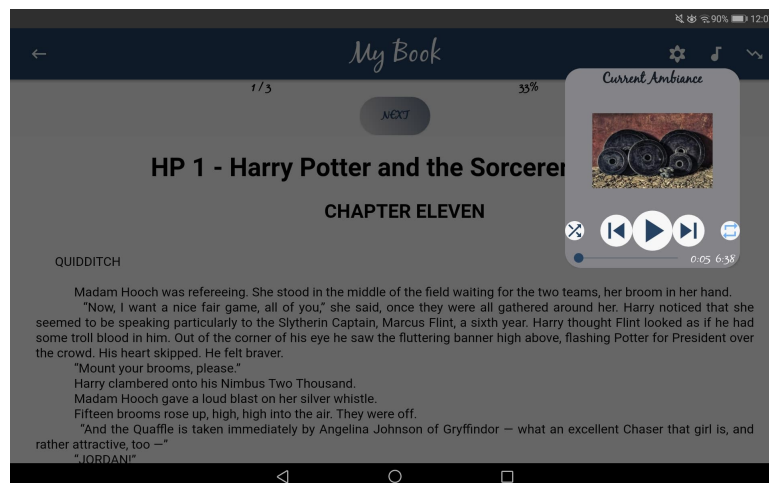 90% 12:0
My Book
1/3 33%
Current Ambiance
NEXT
HP 1 - Harry Potter and the Sorcerer
CHAPTER ELEVEN
0:05 6:38
QUIDDITCH
Madam Hooch was refereeing. She stood in the middle of the field waiting for the two teams, her broom in her hand.
"Now, I want a nice fair game, all of you," she said, once they were all gathered around her. Harry noticed that she
seemed to be speaking particularly to the Slytherin Captain, Marcus Flint, a sixth year. Harry thought Flint looked as if he had
some troll blood in him. Out of the corner of his eye he saw the fluttering banner high above, flashing Potter for President over
the crowd. His heart skipped. He felt braver.
"Mount your brooms, please."
Harry clambered onto his Nimbus Two Thousand.
Madam Hooch gave a loud blast on her silver whistle.
Fifteen brooms rose up, high, high into the air. They were off.
"And the Quaffle is taken immediately by Angelina Johnson of Gryffindor — what an excellent Chaser that girl is, and
rather attractive, too —"
"JORDAN!"